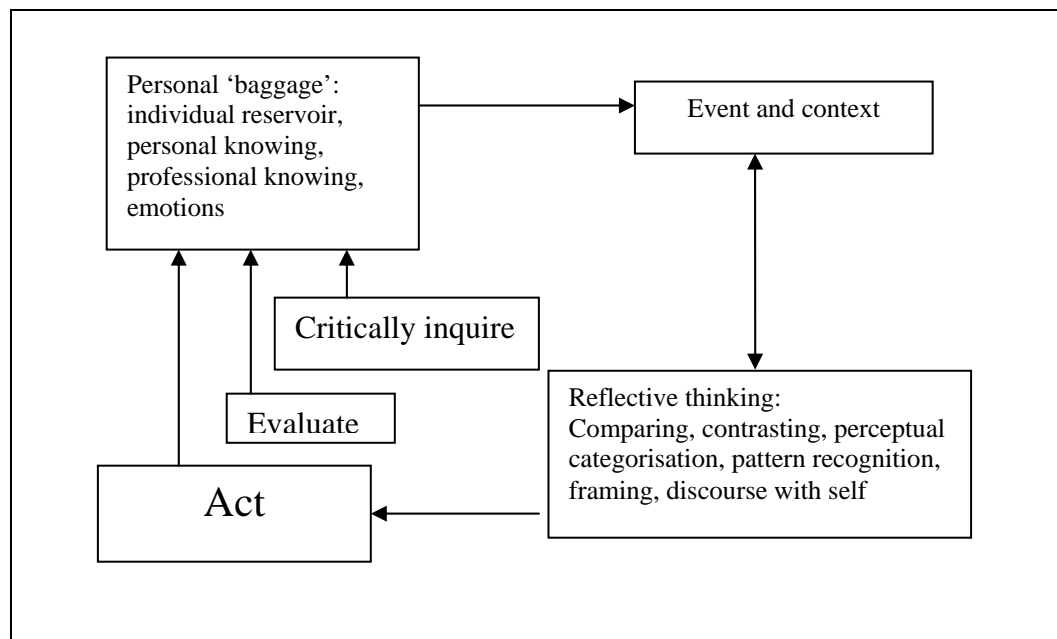 Personal ‘baggage’:
individual reservoir,
personal knowing,
professional knowing,
emotions
Event and context
Critically inquire
Evaluate
Act
Reflective thinking:
Comparing, contrasting, perceptual
categorisation, pattern recognition,
framing, discourse with self